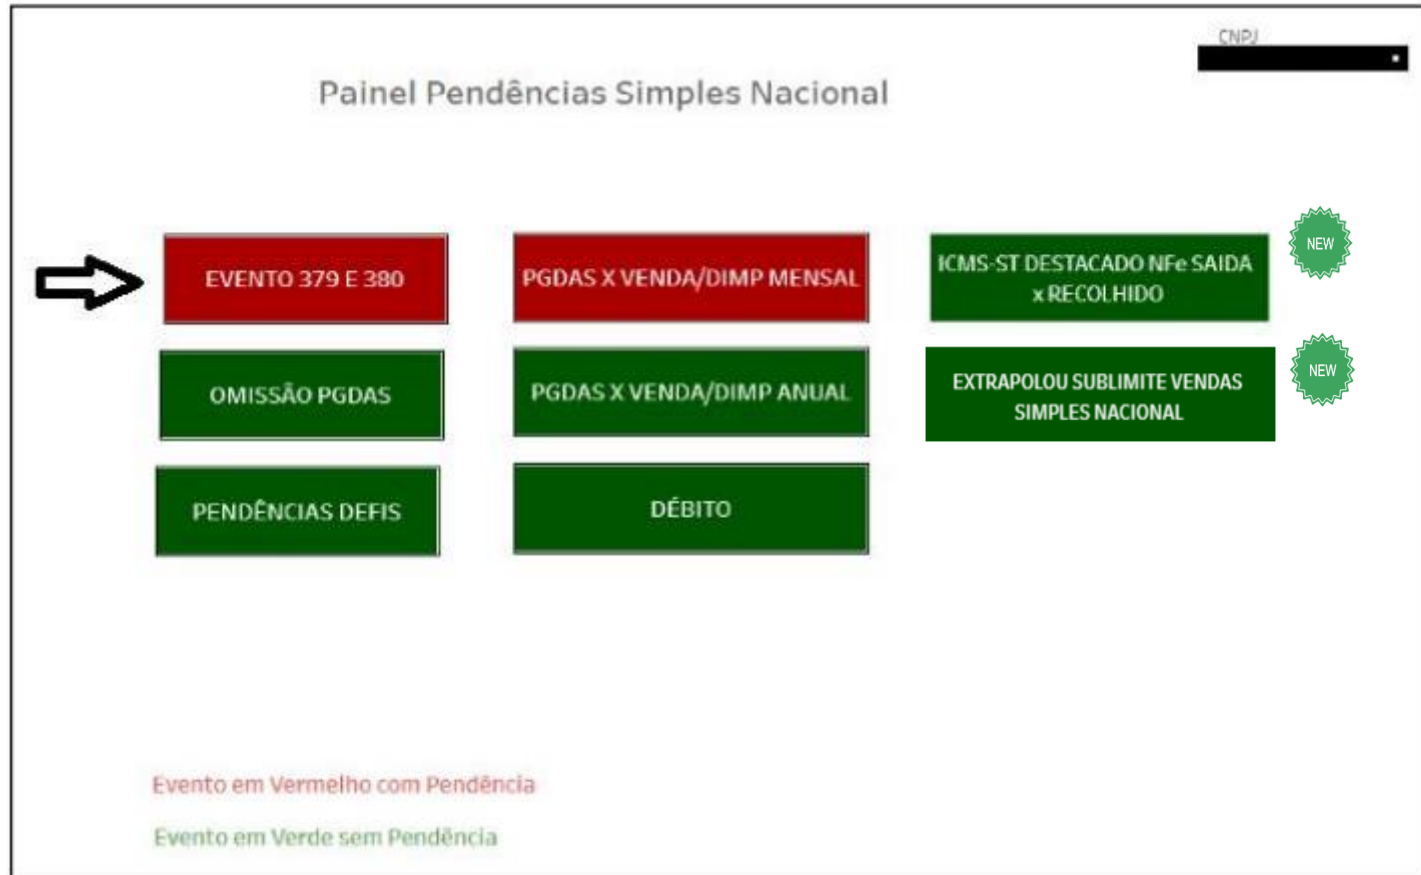 CNPJ
Painel Pendências Simples Nacional
EVENTO 379 E 380
PGDAS X VENDA/DIMP MENSAL
ICMS-ST DESTACADO NFe SAIDA
x RECOLHIDO
NEW
OMISSÃO PGDAS
PGDAS X VENDA/DIMP ANUAL
EXTRAPOLOU SUBLIMITE VENDAS
SIMPLES NACIONAL
NEW
PENDÊNCIAS DEFIS
DÉBITO
Evento em Vermelho com Pendência
Evento em Verde sem Pendência